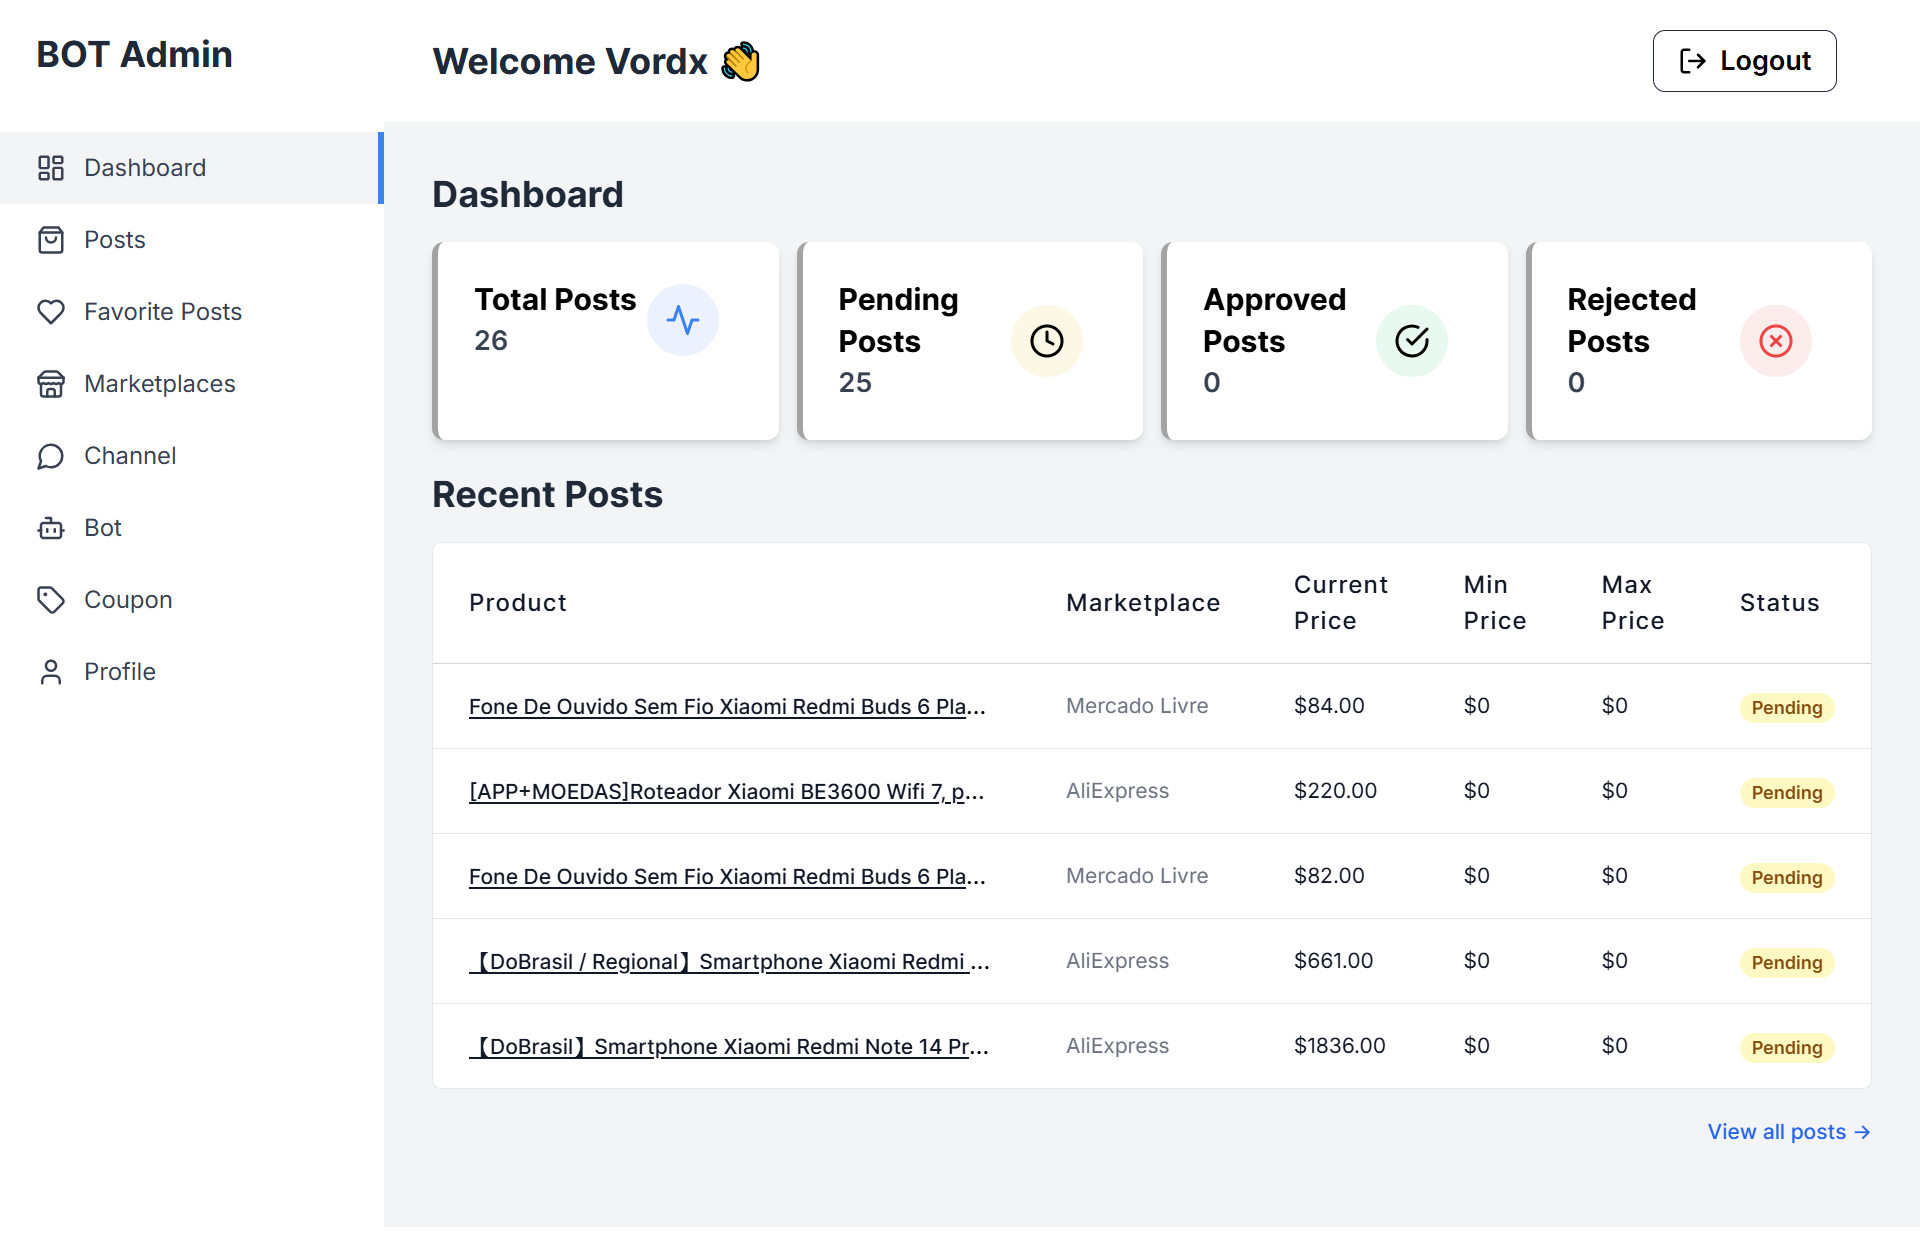 BOT Admin
Welcome Vordx 👋
Logout
Dashboard
Posts
Favorite Posts
Marketplaces
Channel
Bot
Coupon
Profile
Dashboard
Total Posts
26
Pending
Posts
25
Approved
Posts
0
Rejected
Posts
0
Recent Posts
Product Marketplace Current Price Min Price Max Price Status
Fone De Ouvido Sem Fio Xiaomi Redmi Buds 6 Pla... Mercado Livre $84.00 $0 $0 Pending
[APP+MOEDAS]Roteador Xiaomi BE3600 Wifi 7, p... AliExpress $220.00 $0 $0 Pending
Fone De Ouvido Sem Fio Xiaomi Redmi Buds 6 Pla... Mercado Livre $82.00 $0 $0 Pending
【DoBrasil / Regional】Smartphone Xiaomi Redmi ... AliExpress $661.00 $0 $0 Pending
【DoBrasil】Smartphone Xiaomi Redmi Note 14 Pr... AliExpress $1836.00 $0 $0 Pending
View all posts →